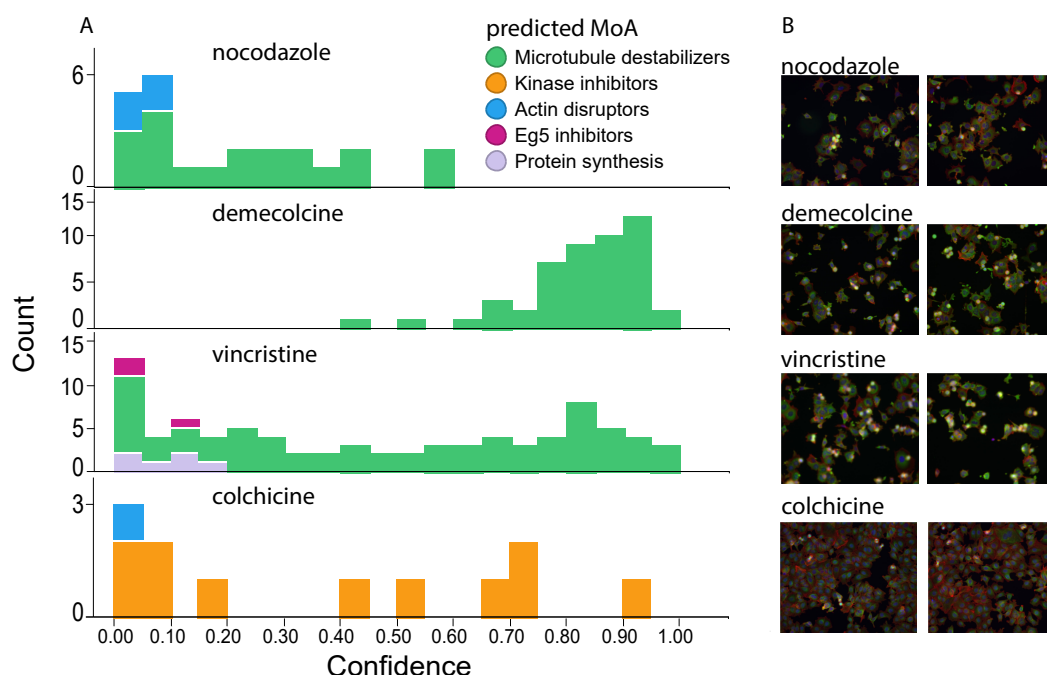 A
nocodazole
predicted MoA
Microtubule destabilizers
Kinase inhibitors
Actin disruptors
Eg5 inhibitors
Protein synthesis
6
0
demecolcine
15
10
5
0
vincristine
15
10
5
0
colchicine
3
0
0.00 0.10 0.20 0.30 0.40 0.50 0.60 0.70 0.80 0.90 1.00
Confidence
Count
B
nocodazole
demecolcine
vincristine
colchicine